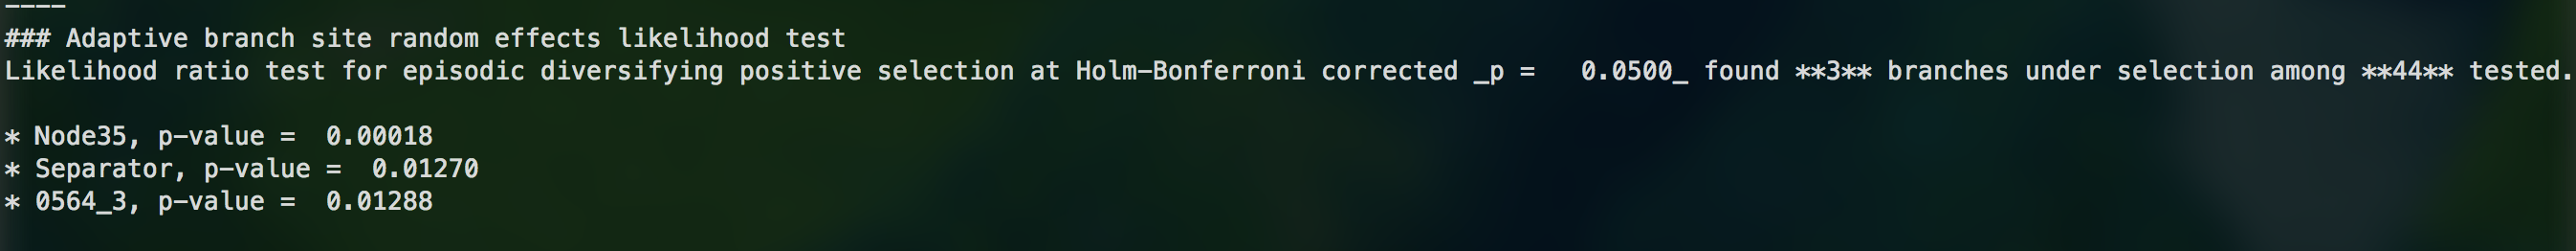 ----
### Adaptive branch site random effects likelihood test
Likelihood ratio test for episodic diversifying positive selection at Holm-Bonferroni corrected _p =   0.0500_ found **3** branches under selection among **44** tested.
* Node35, p-value =  0.00018
* Separator, p-value =  0.01270
* 0564_3, p-value =  0.01288